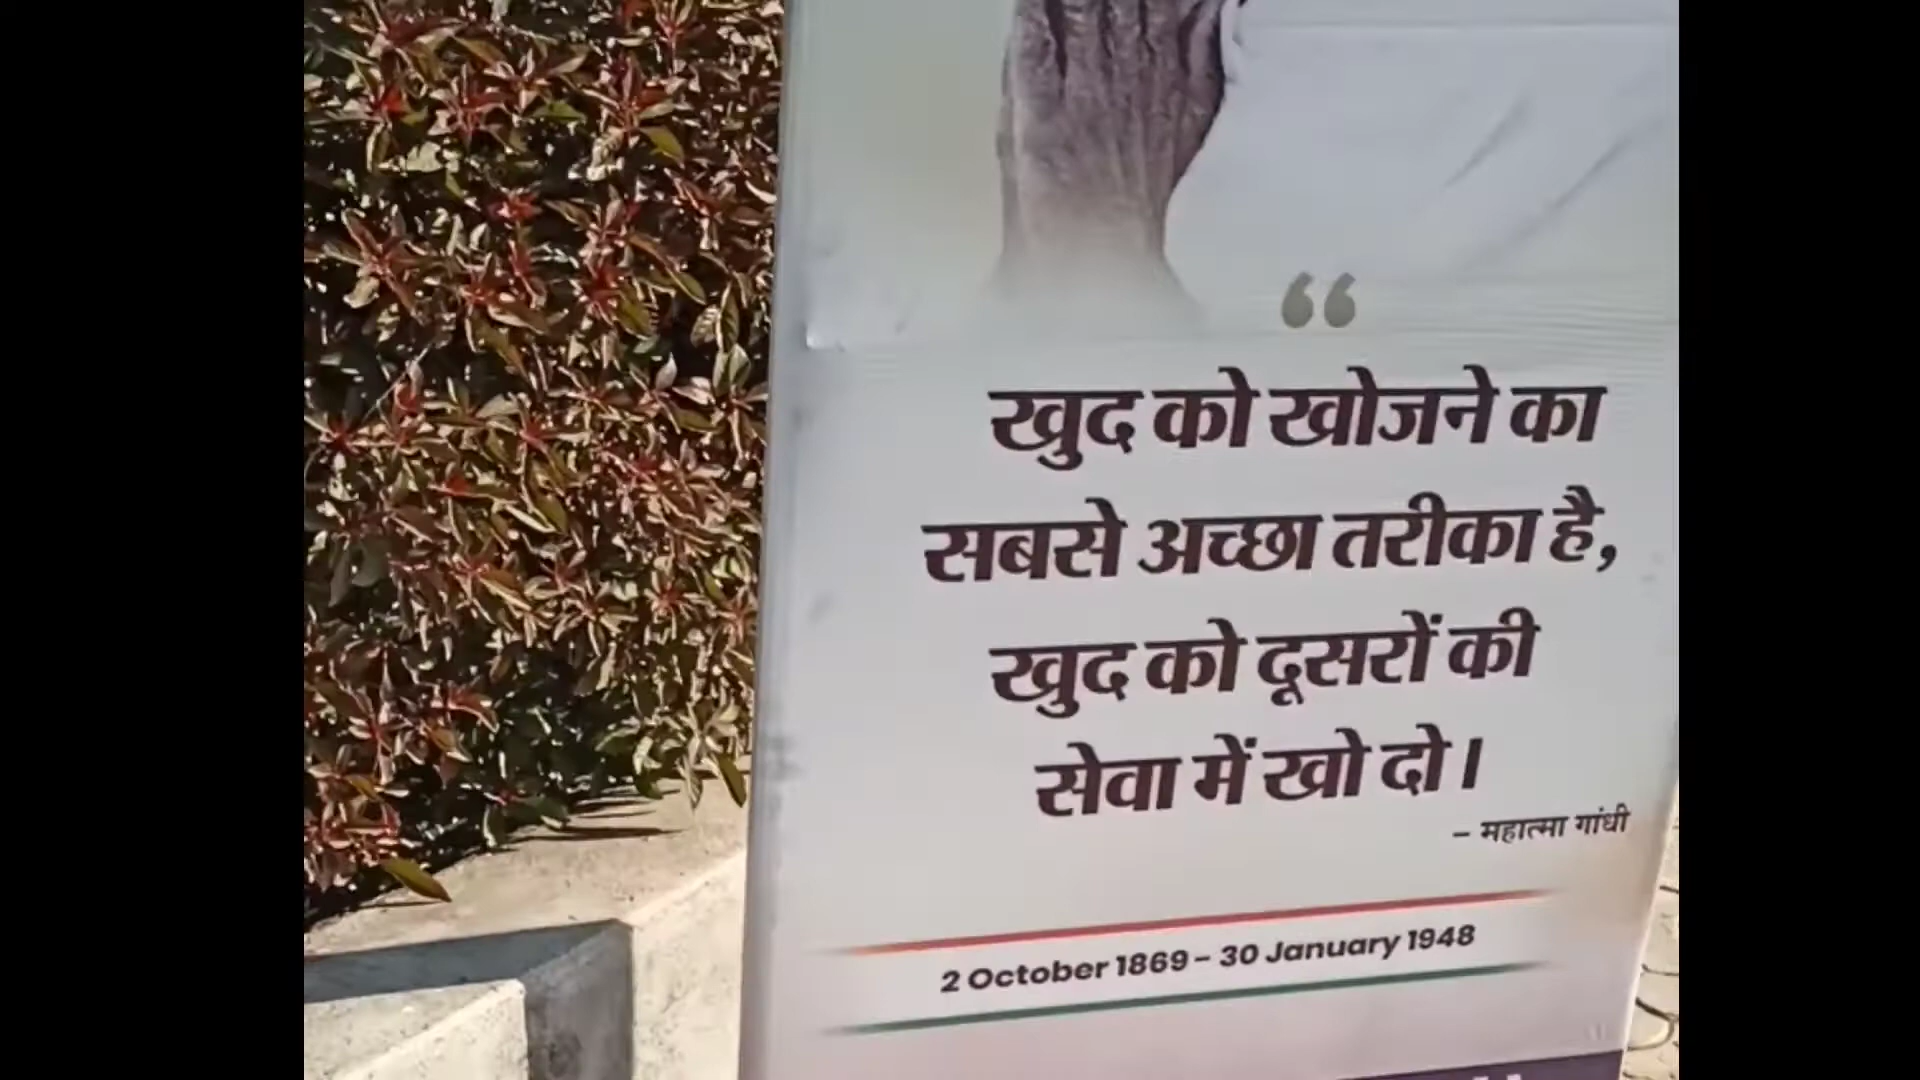 “
खुद को खोजने का
सबसे अच्छा तरीका है,
खुद को दूसरों की
सेवा में खो दो।
– महात्मा गांधी
2 October 1869 – 30 January 1948